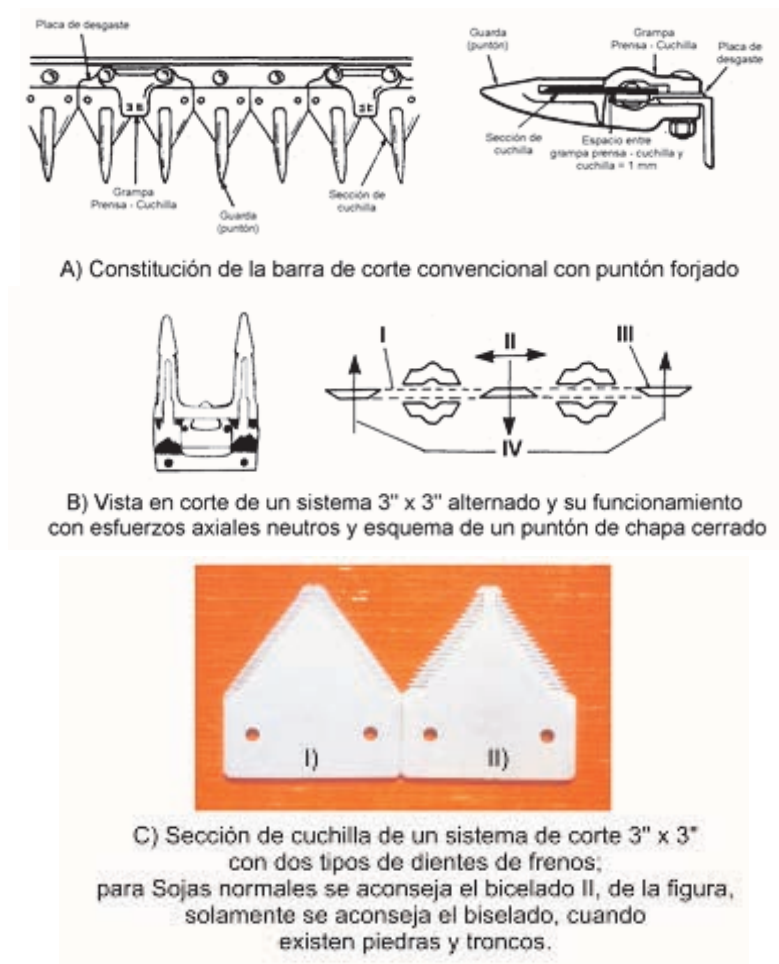 Placa de desgaste
Grampa
Prensa - Cuchilla
Guarda
(puntón)
Sección de
cuchilla
Guarda
(puntón)
Grampa
Prensa - Cuchilla
Placa de
desgaste
Sección de
cuchilla
Espacio entre
grampa prensa - cuchilla y
cuchilla = 1 mm
A) Constitución de la barra de corte convencional con puntón forjado
I
II
III
IV
B) Vista en corte de un sistema 3" x 3" alternado y su funcionamiento
con esfuerzos axiales neutros y esquema de un puntón de chapa cerrado
I)
II)
C) Sección de cuchilla de un sistema de corte 3" x 3"
con dos tipos de dientes de frenos;
para Sojas normales se aconseja el bicelado II, de la figura,
solamente se aconseja el biselado, cuando
existen piedras y troncos.